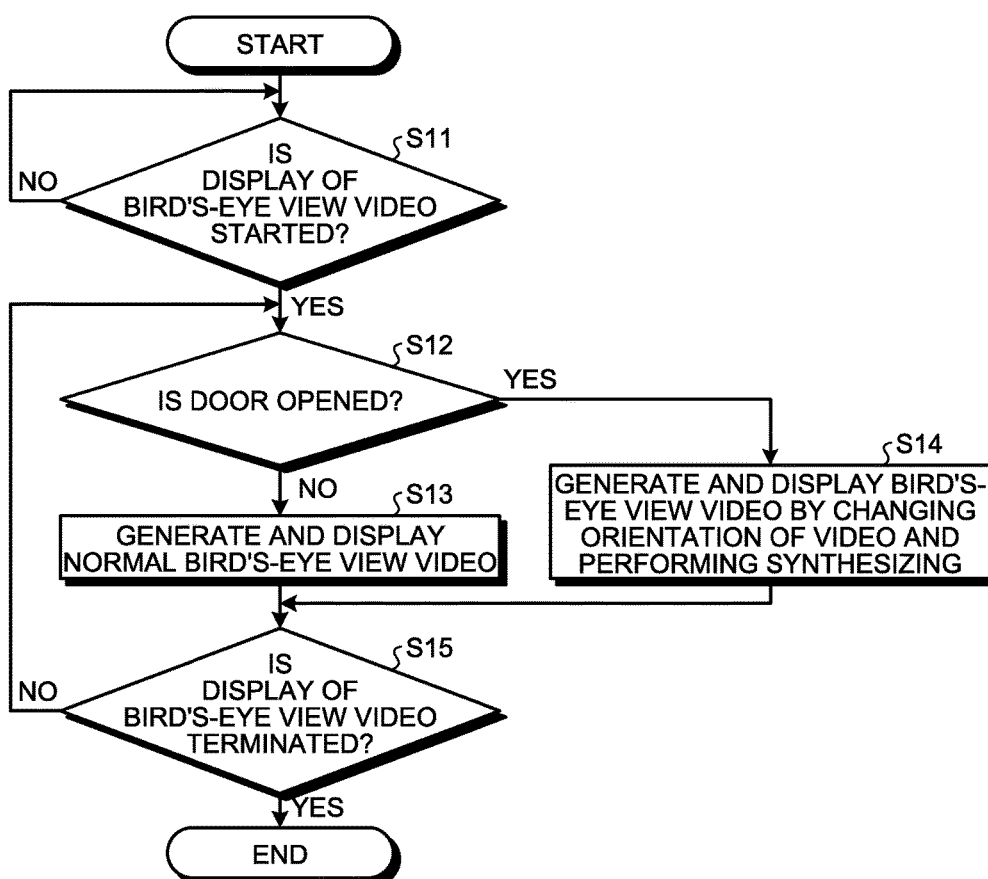 START
S11
IS
DISPLAY OF
BIRD'S-EYE VIEW VIDEO
STARTED?
NO
YES
S12
IS DOOR OPENED?
YES
NO
S13
GENERATE AND DISPLAY
NORMAL BIRD'S-EYE VIEW VIDEO
S14
GENERATE AND DISPLAY BIRD'S-
EYE VIEW VIDEO BY CHANGING
ORIENTATION OF VIDEO AND
PERFORMING SYNTHESIZING
S15
IS
DISPLAY OF
BIRD'S-EYE VIEW VIDEO
TERMINATED?
NO
YES
END